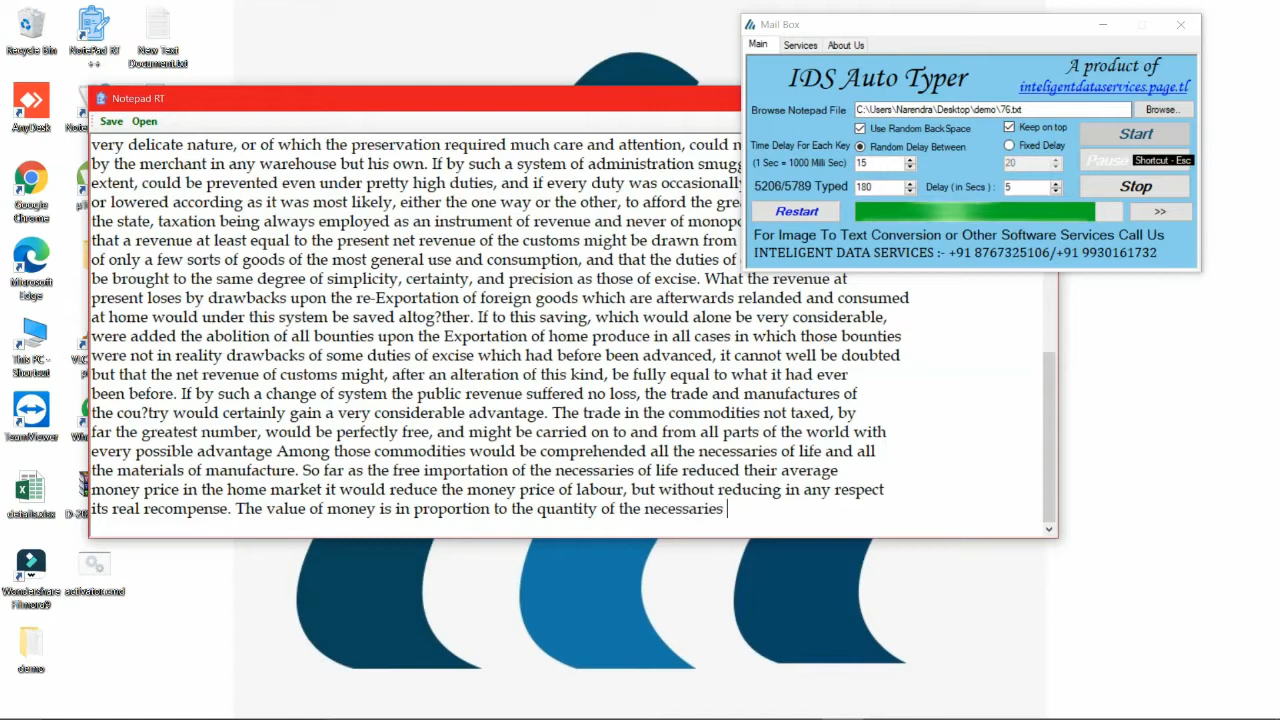 Recycle Bin
NotePad RT ++
New Text Document.txt
AnyDesk
Google Chrome
Microsoft Edge
This PC - Shortcut
TeamViewer
details.xlsx
Wondershare Filmora9
activator.cmd
demo
Notepad RT
Save Open
very delicate nature, or of which the preservation required much care and attention, could n
by the merchant in any warehouse but his own. If by such a system of administration smugg
extent, could be prevented even under pretty high duties, and if every duty was occasionally
or lowered according as it was most likely, either the one way or the other, to afford the grea
the state, taxation being always employed as an instrument of revenue and never of monopo
that a revenue at least equal to the present net revenue of the customs might be drawn from
of only a few sorts of goods of the most general use and consumption, and that the duties of
be brought to the same degree of simplicity, certainty, and precision as those of excise. What the revenue at
present loses by drawbacks upon the re-Exportation of foreign goods which are afterwards relanded and consumed
at home would under this system be saved altog?ther. If to this saving, which would alone be very considerable,
were added the abolition of all bounties upon the Exportation of home produce in all cases in which those bounties
were not in reality drawbacks of some duties of excise which had before been advanced, it cannot well be doubted
but that the net revenue of customs might, after an alteration of this kind, be fully equal to what it had ever
been before. If by such a change of system the public revenue suffered no loss, the trade and manufactures of
the cou?try would certainly gain a very considerable advantage. The trade in the commodities not taxed, by
far the greatest number, would be perfectly free, and might be carried on to and from all parts of the world with
every possible advantage Among those commodities would be comprehended all the necessaries of life and all
the materials of manufacture. So far as the free importation of the necessaries of life reduced their average
money price in the home market it would reduce the money price of labour, but without reducing in any respect
its real recompense. The value of money is in proportion to the quantity of the necessaries
Mail Box
Main Services About Us
IDS Auto Typer
A product of
inteligentdataservices.page.tl
Browse Notepad File C:\Users\Narendra\Desktop\demo\76.txt Browse..
Use Random BackSpace Keep on top Start
Time Delay For Each Key Random Delay Between Fixed Delay
(1 Sec = 1000 Milli Sec) 15 20 Pause Shortcut - Esc
5206/5789 Typed 180 Delay (in Secs) : 5 Stop
Restart >>
For Image To Text Conversion or Other Software Services Call Us
INTELIGENT DATA SERVICES :- +91 8767325106/+91 9930161732